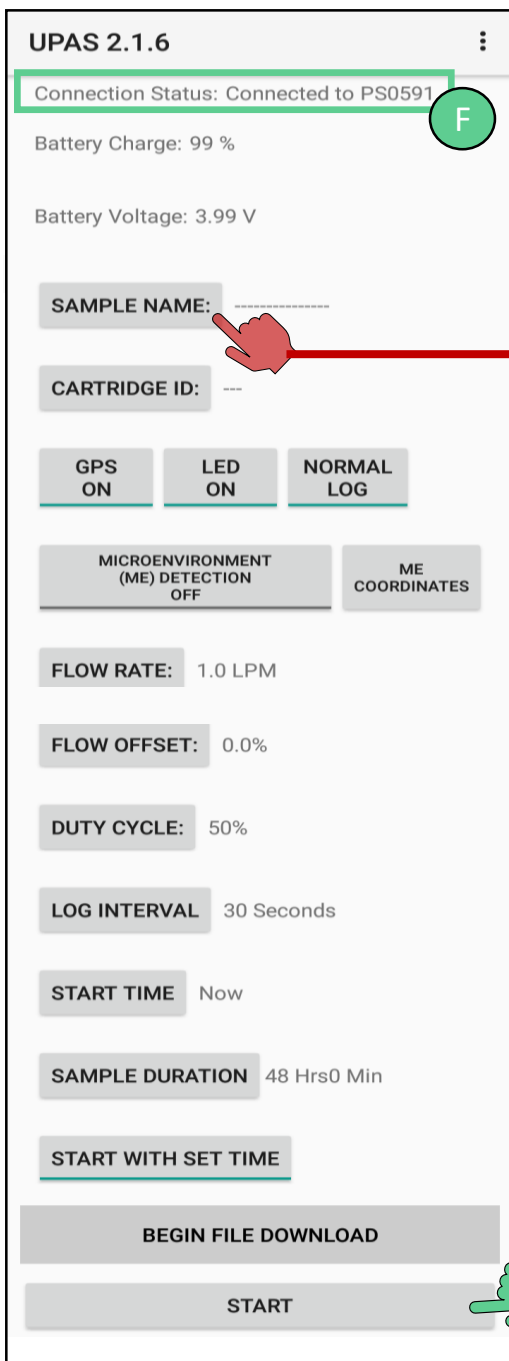 UPAS 2.1.6
Connection Status: Connected to PS0591
F
Battery Charge: 99 %
Battery Voltage: 3.99 V
SAMPLE NAME: ---------------
CARTRIDGE ID: ---
GPS ON LED ON NORMAL LOG
MICROENVIRONMENT
(ME) DETECTION
OFF
ME
COORDINATES
FLOW RATE: 1.0 LPM
FLOW OFFSET: 0.0%
DUTY CYCLE: 50%
LOG INTERVAL 30 Seconds
START TIME Now
SAMPLE DURATION 48 Hrs0 Min
START WITH SET TIME
BEGIN FILE DOWNLOAD
START